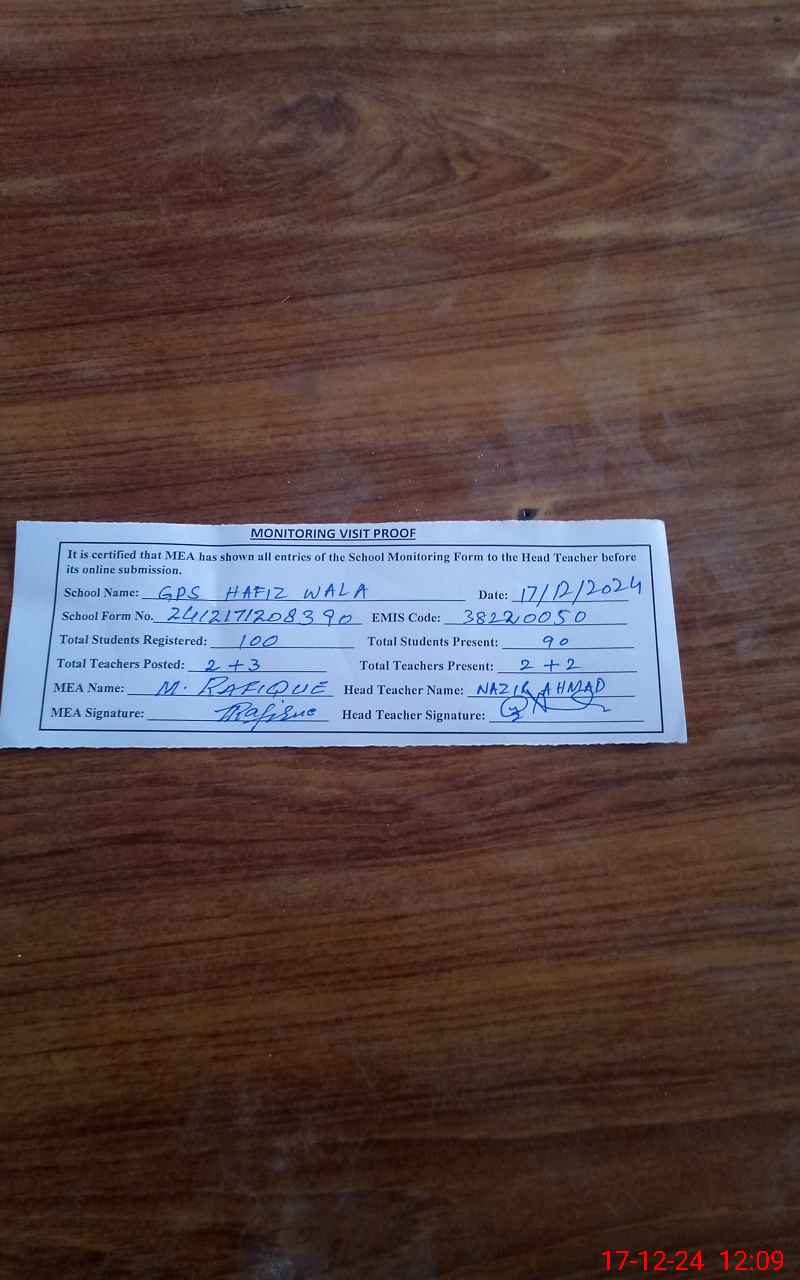 MONITORING VISIT PROOF
It is certified that MEA has shown all entries of the School Monitoring Form to the Head Teacher before
its online submission.
School Name: GPS HAFIZ WALA Date: 17/12/2024
School Form No. 2412171208390 EMIS Code: 38220050
Total Students Registered: 100 Total Students Present: 90
Total Teachers Posted: 2 + 3 Total Teachers Present: 2 + 2
MEA Name: M. RAFIQUE Head Teacher Name: NAZIR AHMAD
MEA Signature: Rafique Head Teacher Signature:
17-12-24 12:09